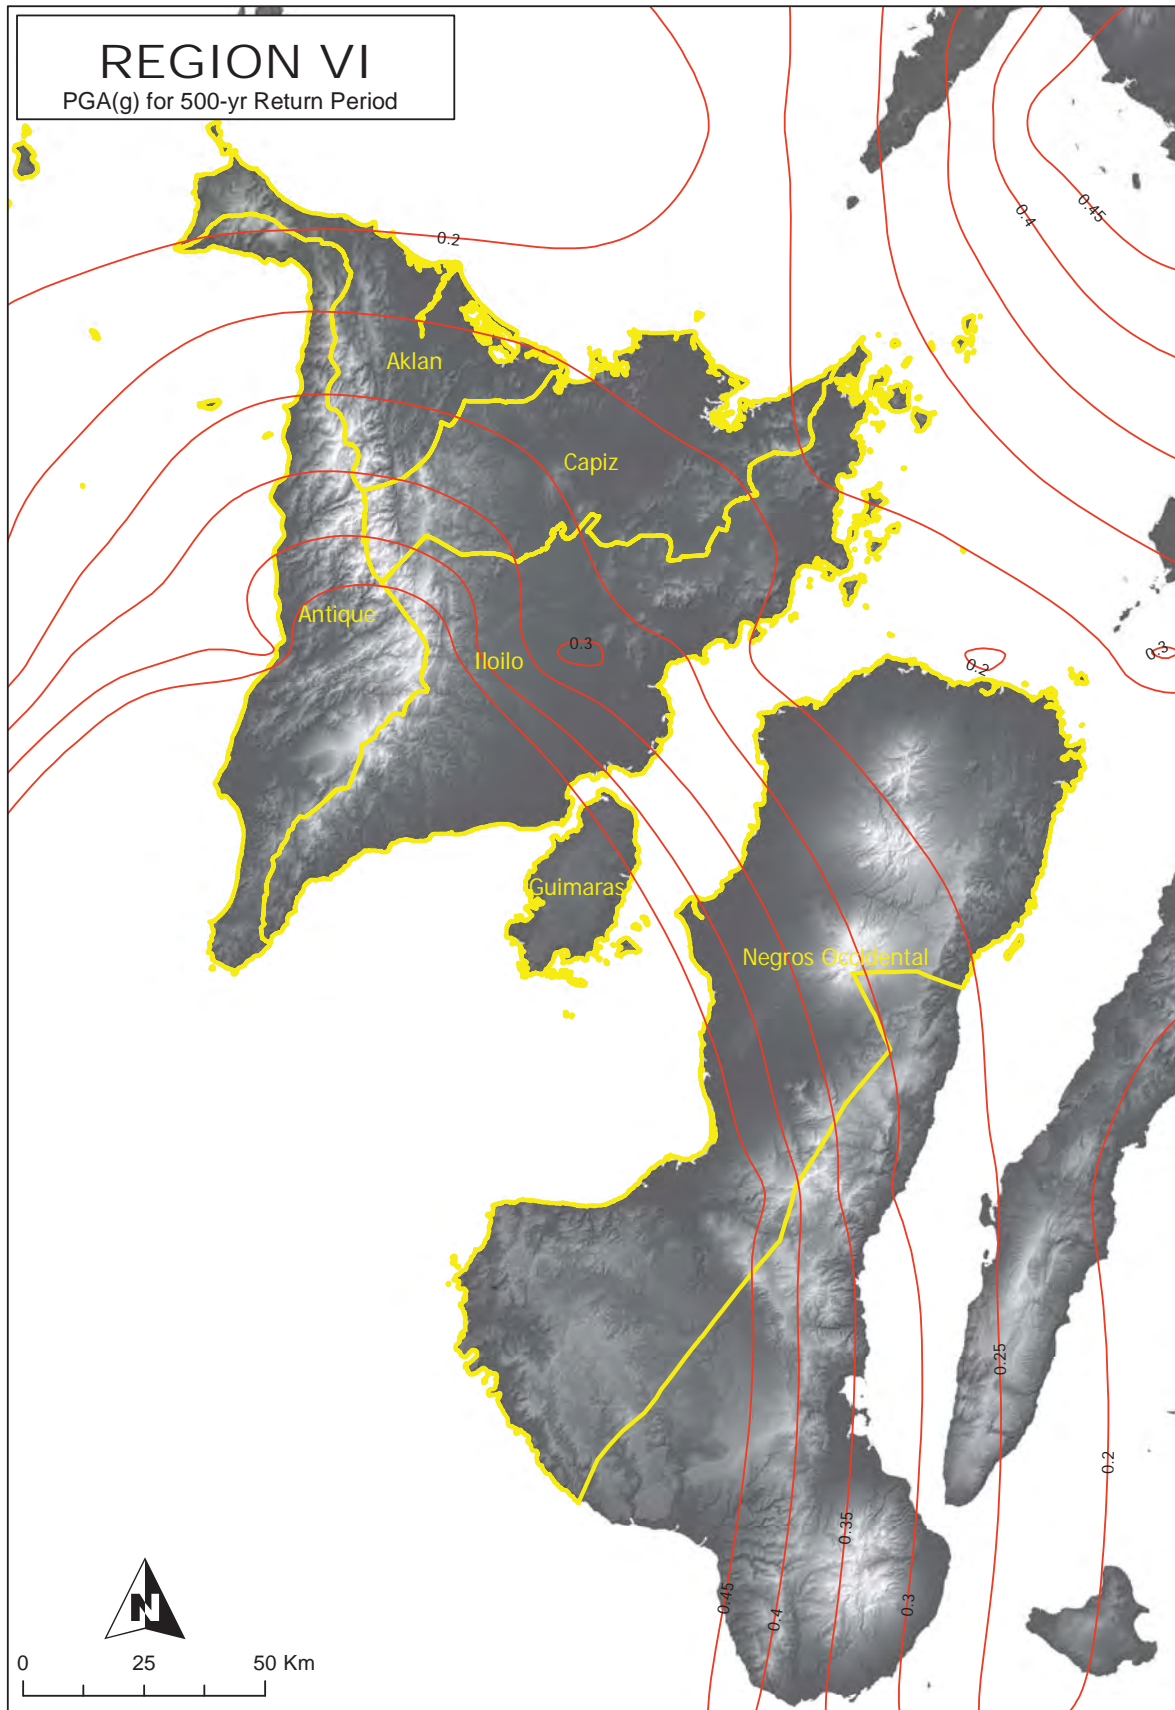 REGION VI
PGA(g) for 500-yr Return Period
0.45
0.4
0.2
Aklan
Capiz
Antique
0.3
Iloilo
0.3
0.2
Guimaras
Negros Occidental
0.25
0.2
0.35
0.45
0.4
0.3
N
0 25 50 Km